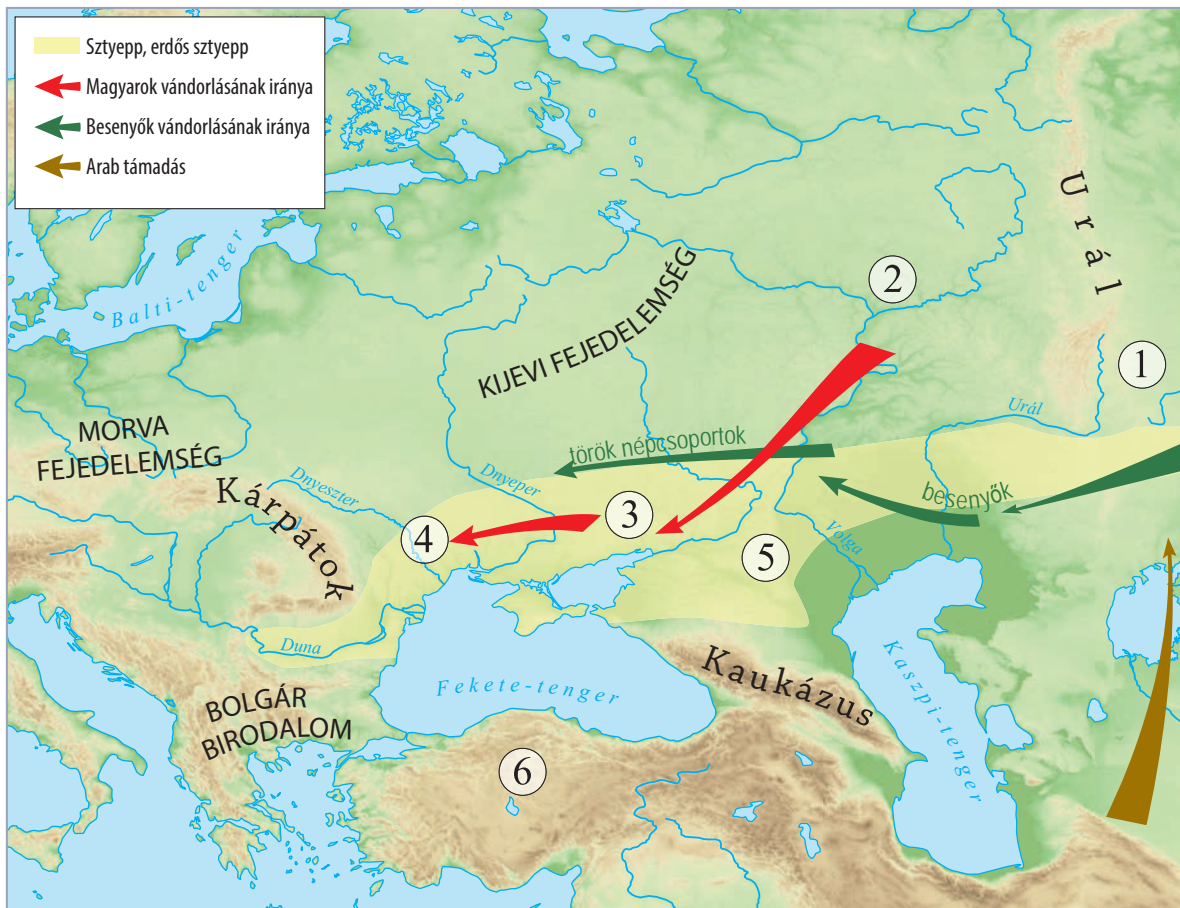 Sztyepp, erdős sztyepp
Magyarok vándorlásának iránya
Besenyők vándorlásának iránya
Arab támadás
Balti-tenger
Urál
2
KIJEVI FEJEDELEMSÉG
1
Urál
MORVA
FEJEDELEMSÉG
török népcsoportok
Kárpátok
Dnyeszter
Dnyeper
besenyők
3
4
Volga
5
Duna
Kaukázus
Fekete-tenger
Kaszpi-tenger
BOLGÁR
BIRODALOM
6